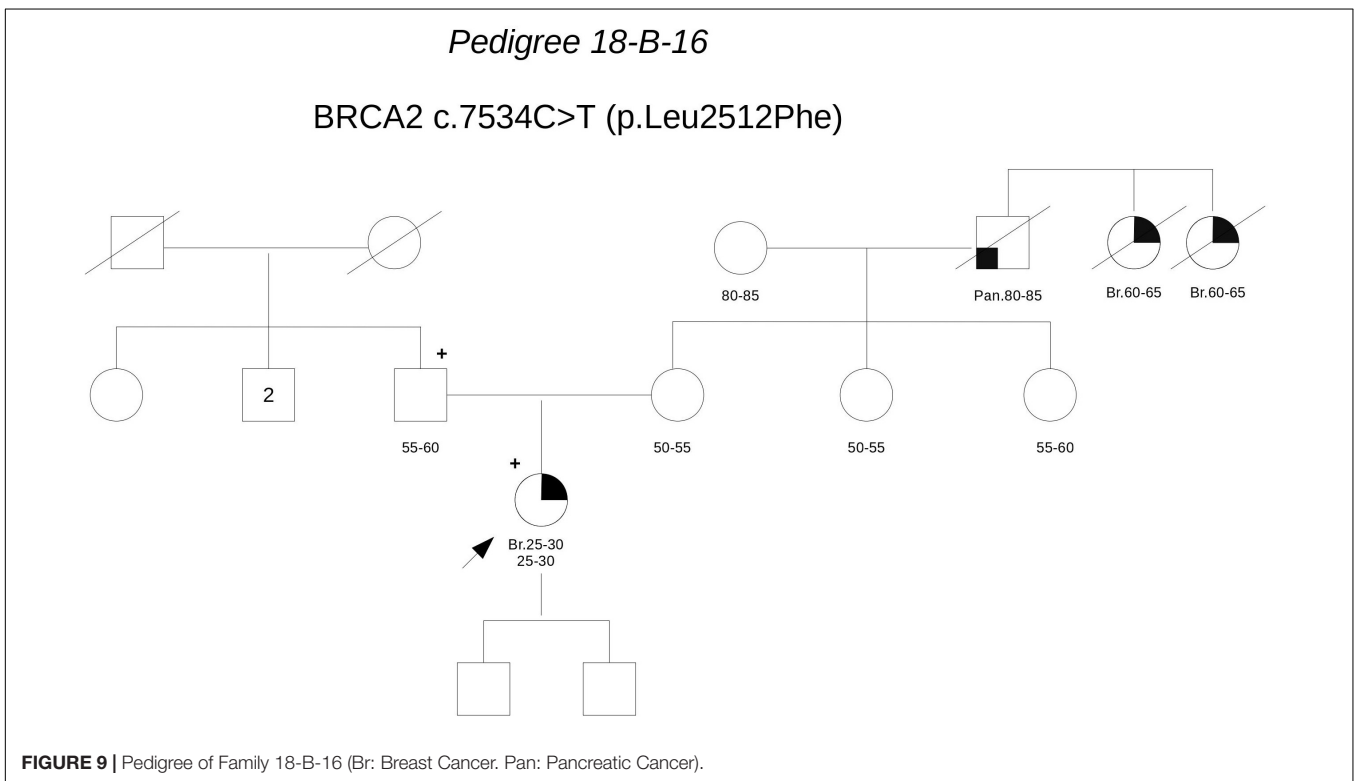 Pedigree 18-B-16
BRCA2 c.7534C>T (p.Leu2512Phe)
80-85
Pan.80-85
Br.60-65
Br.60-65
+
2
55-60
50-55
50-55
55-60
+
Br.25-30
25-30
FIGURE 9 | Pedigree of Family 18-B-16 (Br: Breast Cancer. Pan: Pancreatic Cancer).